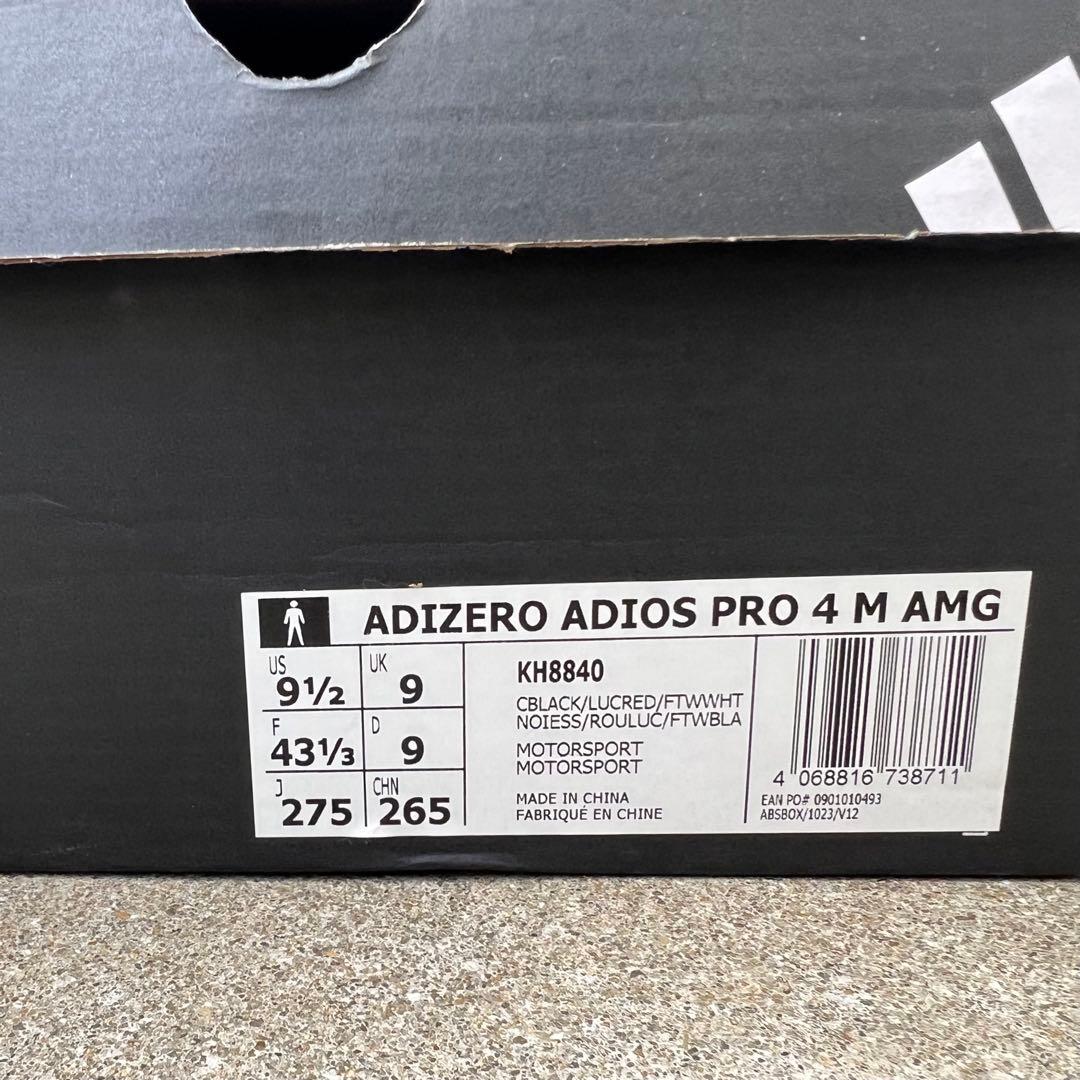 ADIZERO ADIOS PRO 4 M AMG
US 9½ UK 9
F 43⅓ D 9
J 275 CHN 265
KH8840
CBLACK/LUCRED/FTWWHT
NOIESS/ROULUC/FTWBLA
MOTORSPORT
MOTORSPORT
MADE IN CHINA
FABRIQUÉ EN CHINE
4 068816 738711
EAN PO# 0901010493
ABSBOX/1023/V12